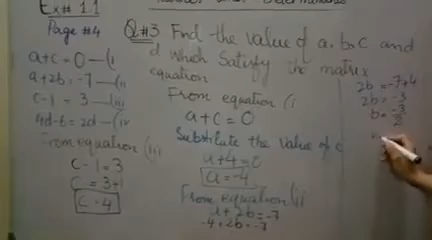 Ex# 1.1
Page #4
Q:#3 Find the value of a, b, c and
d which Satisfy the matrix
equation
a+c=0 —(i
a+2b=-7 —(ii
c-1=3 —(iii
4d-6=2d —(iv
From equation (iii
c-1=3
c=3+1
c=4
From equation (i
a+c=0
Substitute the value of c
a+4=0
a=-4
From equation (ii
a+2b=-7
-4+2b=-7
2b=-7+4
2b=-3
b=-3/2